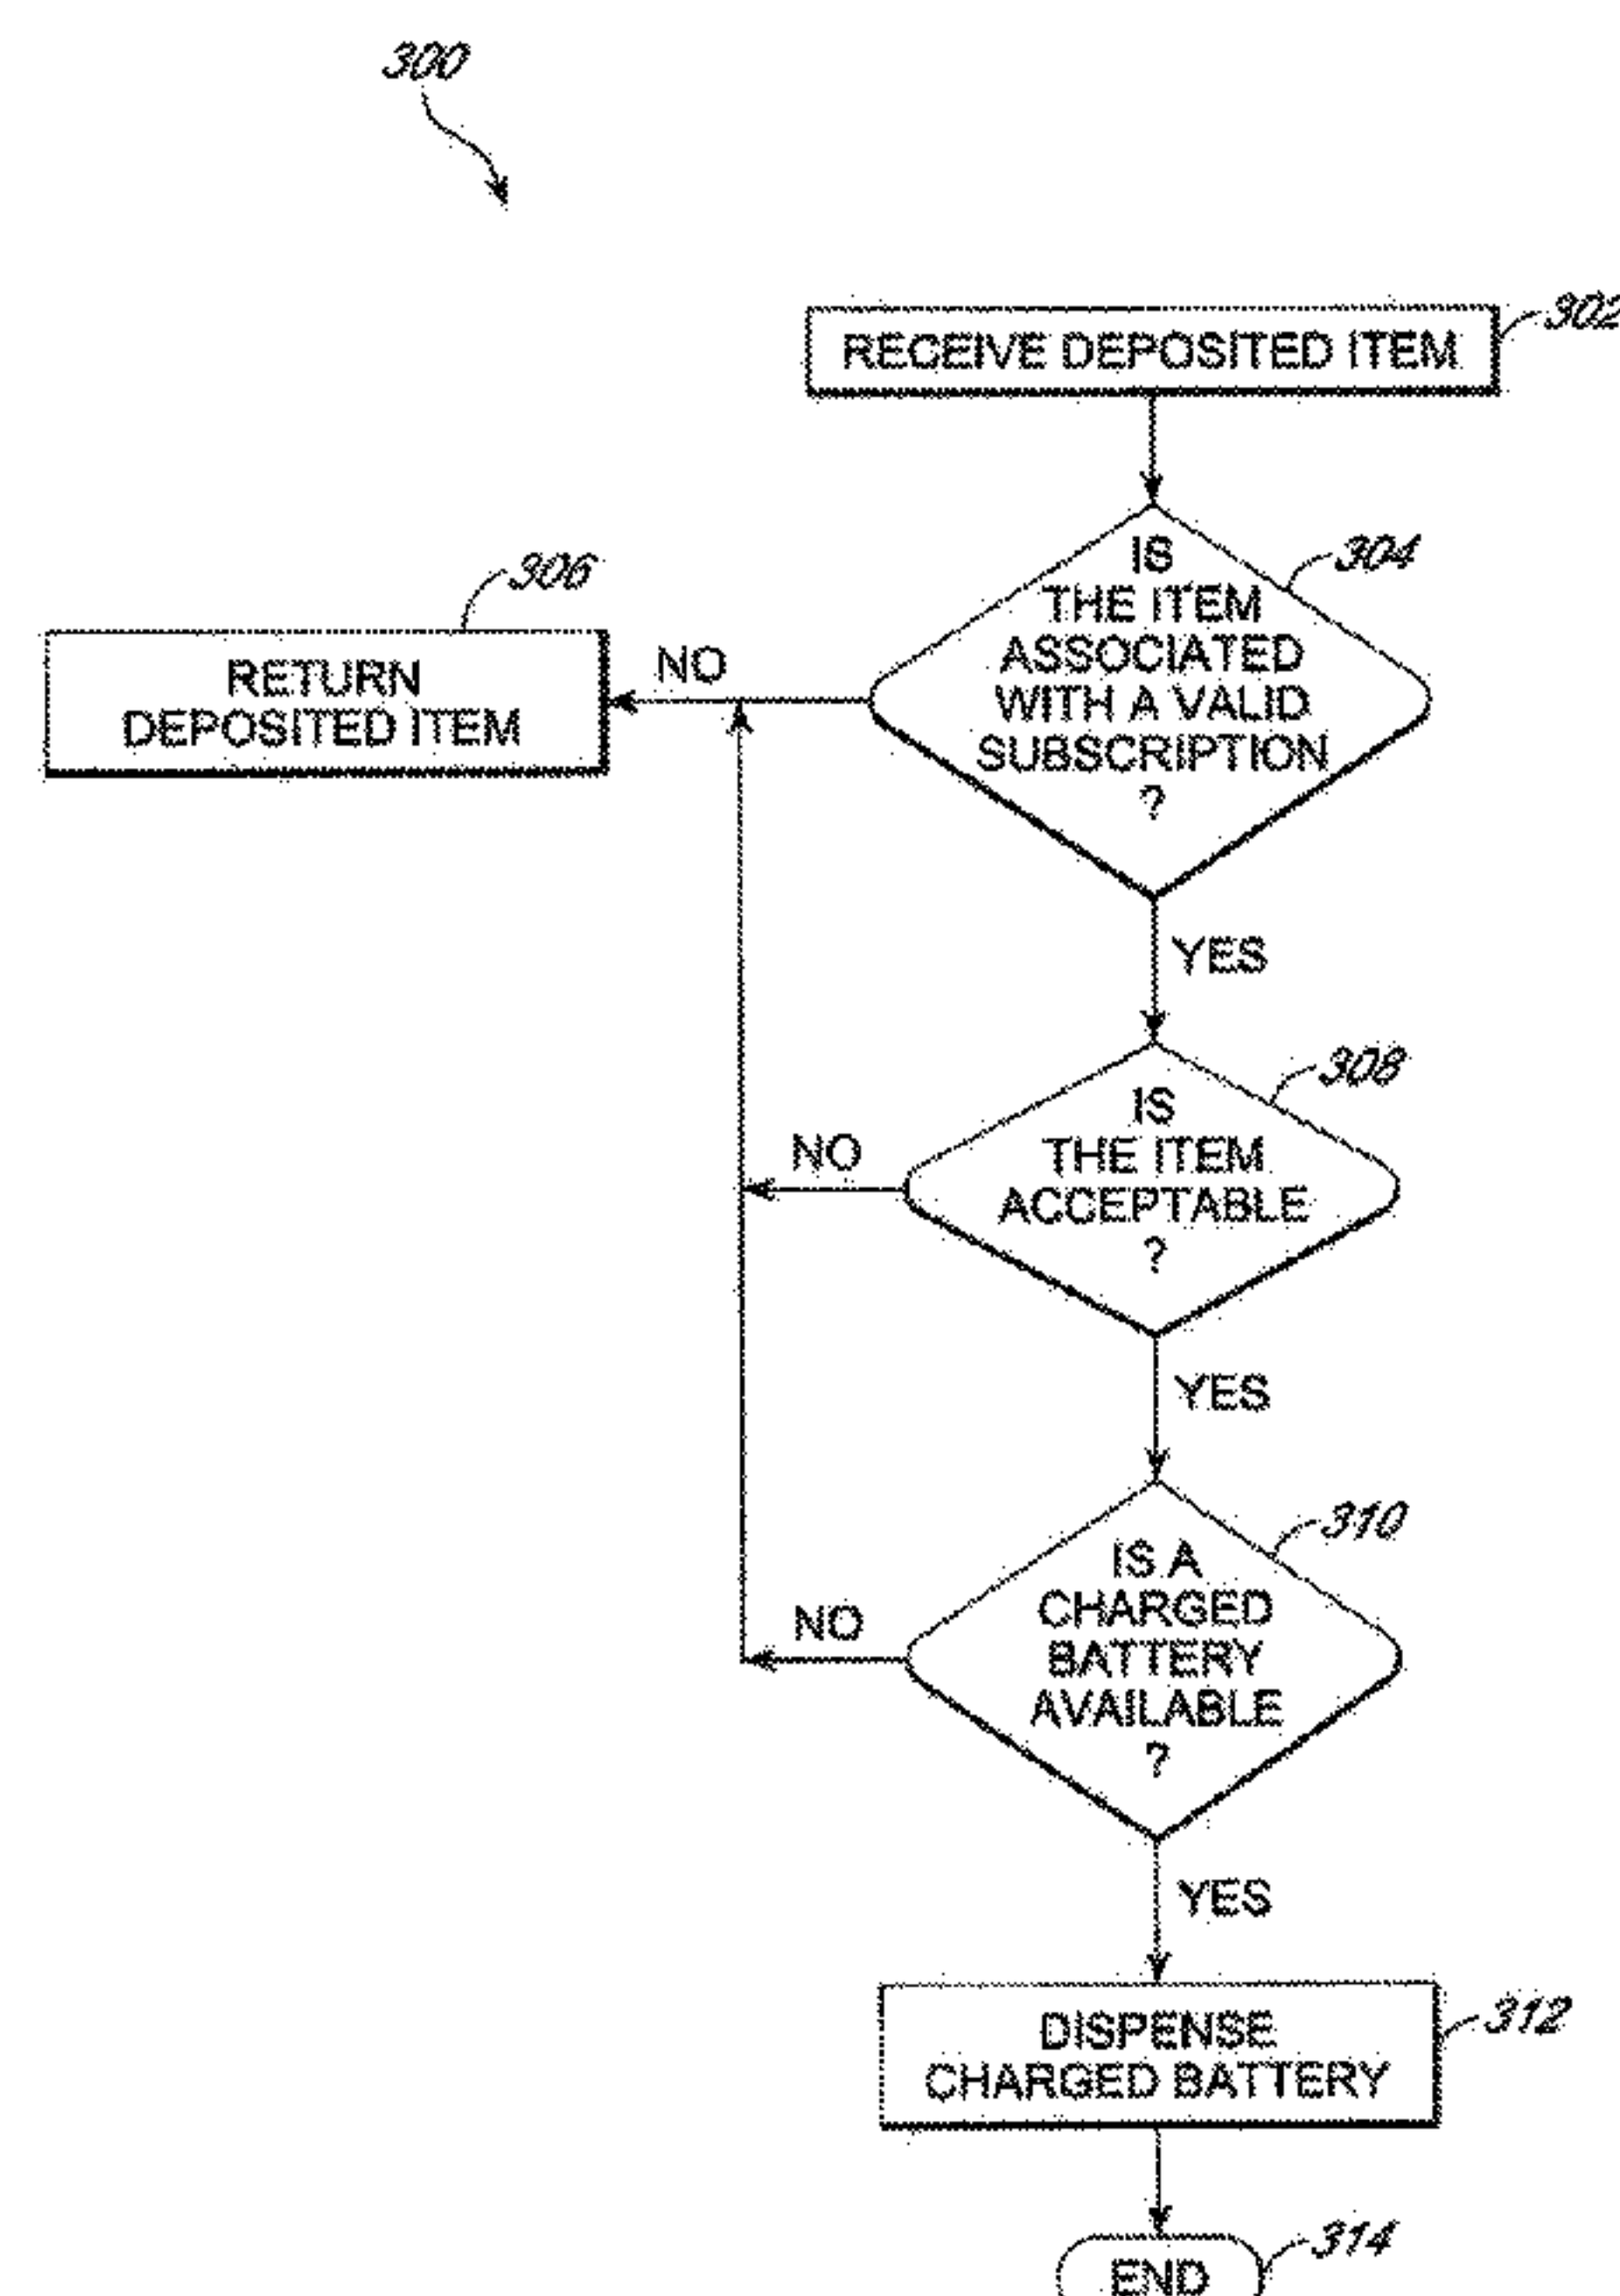 300
RECEIVE DEPOSITED ITEM
302
IS
THE ITEM
ASSOCIATED
WITH A VALID
SUBSCRIPTION
?
304
306
RETURN
DEPOSITED ITEM
NO
YES
IS
THE ITEM
ACCEPTABLE
?
308
NO
YES
IS A
CHARGED
BATTERY
AVAILABLE
?
310
NO
YES
DISPENSE
CHARGED BATTERY
312
END
314